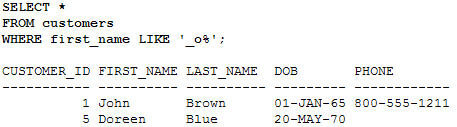 SELECT *
FROM customers
WHERE first_name LIKE '_o%';
CUSTOMER_ID FIRST_NAME LAST_NAME DOB PHONE
----------- ---------- ---------- --------- ------------
1 John Brown 01-JAN-65 800-555-1211
5 Doreen Blue 20-MAY-70